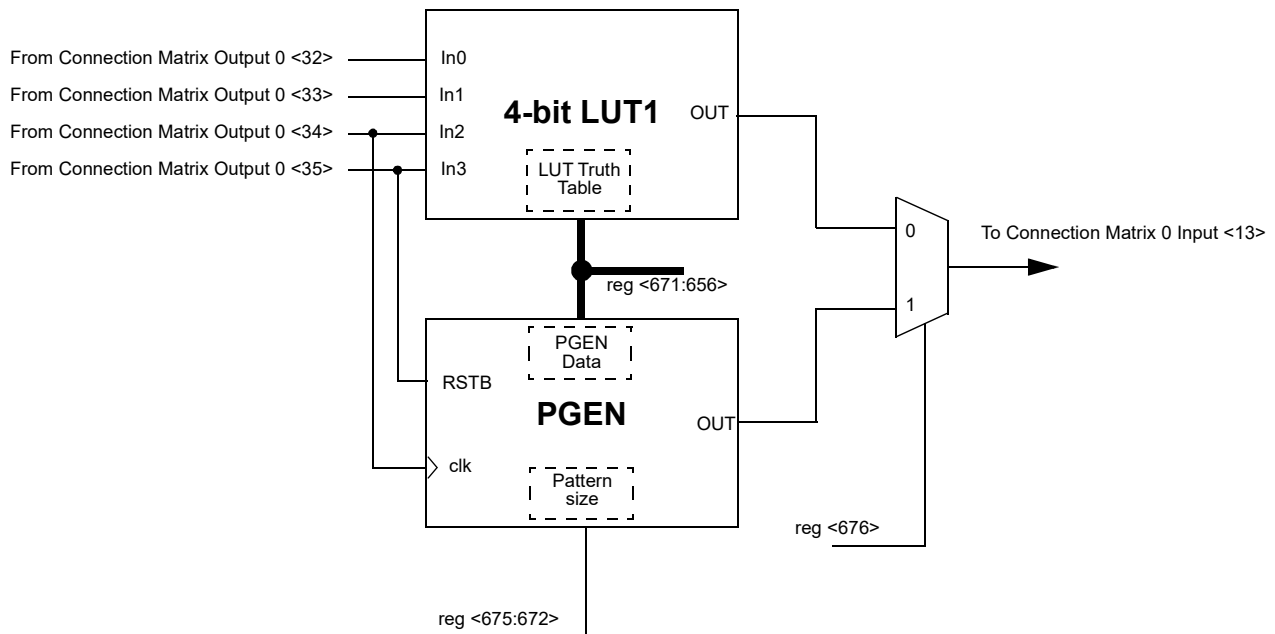 From Connection Matrix Output 0 <32>
From Connection Matrix Output 0 <33>
From Connection Matrix Output 0 <34>
From Connection Matrix Output 0 <35>
In0
In1
In2
In3
4-bit LUT1
OUT
LUT Truth
Table
reg <671:656>
PGEN
Data
RSTB
PGEN
OUT
clk
Pattern
size
reg <675:672>
0
1
To Connection Matrix 0 Input <13>
reg <676>